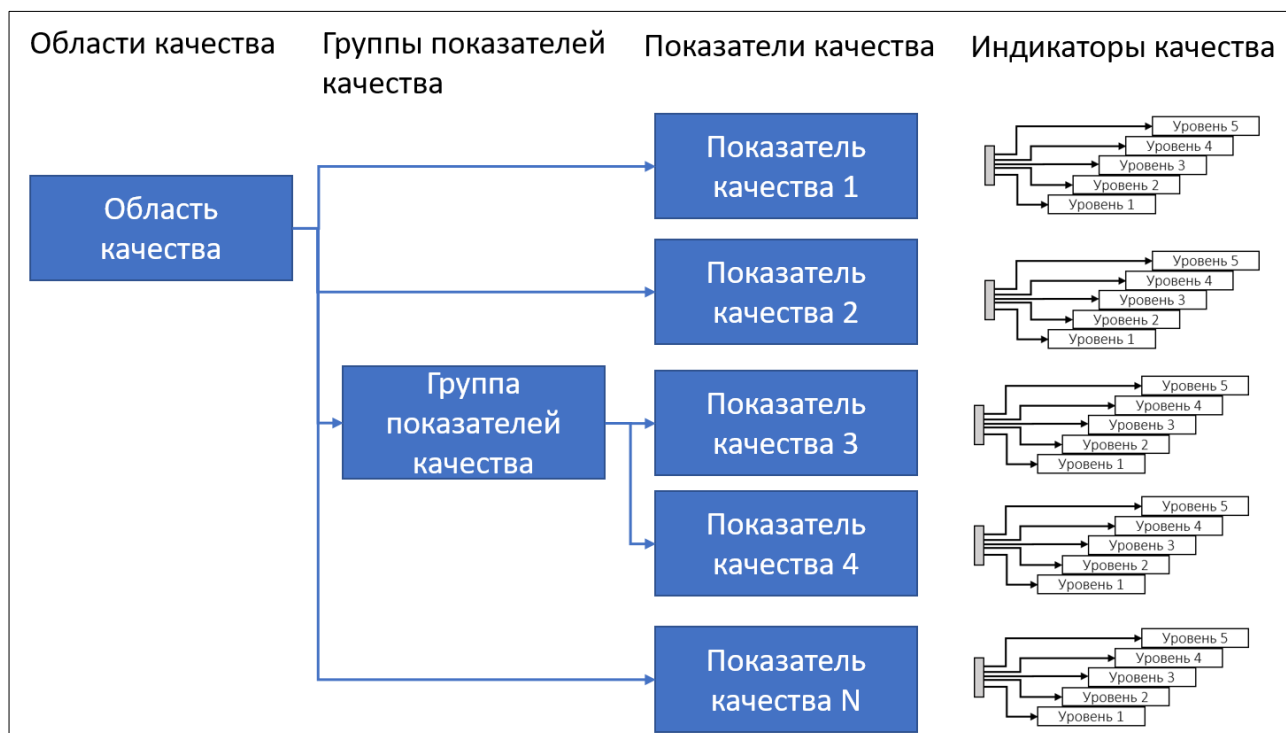 Области качества
Группы показателей
качества
Показатели качества
Индикаторы качества
Область
качества
Показатель
качества 1
Уровень 5
Уровень 4
Уровень 3
Уровень 2
Уровень 1
Показатель
качества 2
Уровень 5
Уровень 4
Уровень 3
Уровень 2
Уровень 1
Группа
показателей
качества
Показатель
качества 3
Уровень 5
Уровень 4
Уровень 3
Уровень 2
Уровень 1
Показатель
качества 4
Уровень 5
Уровень 4
Уровень 3
Уровень 2
Уровень 1
Показатель
качества N
Уровень 5
Уровень 4
Уровень 3
Уровень 2
Уровень 1